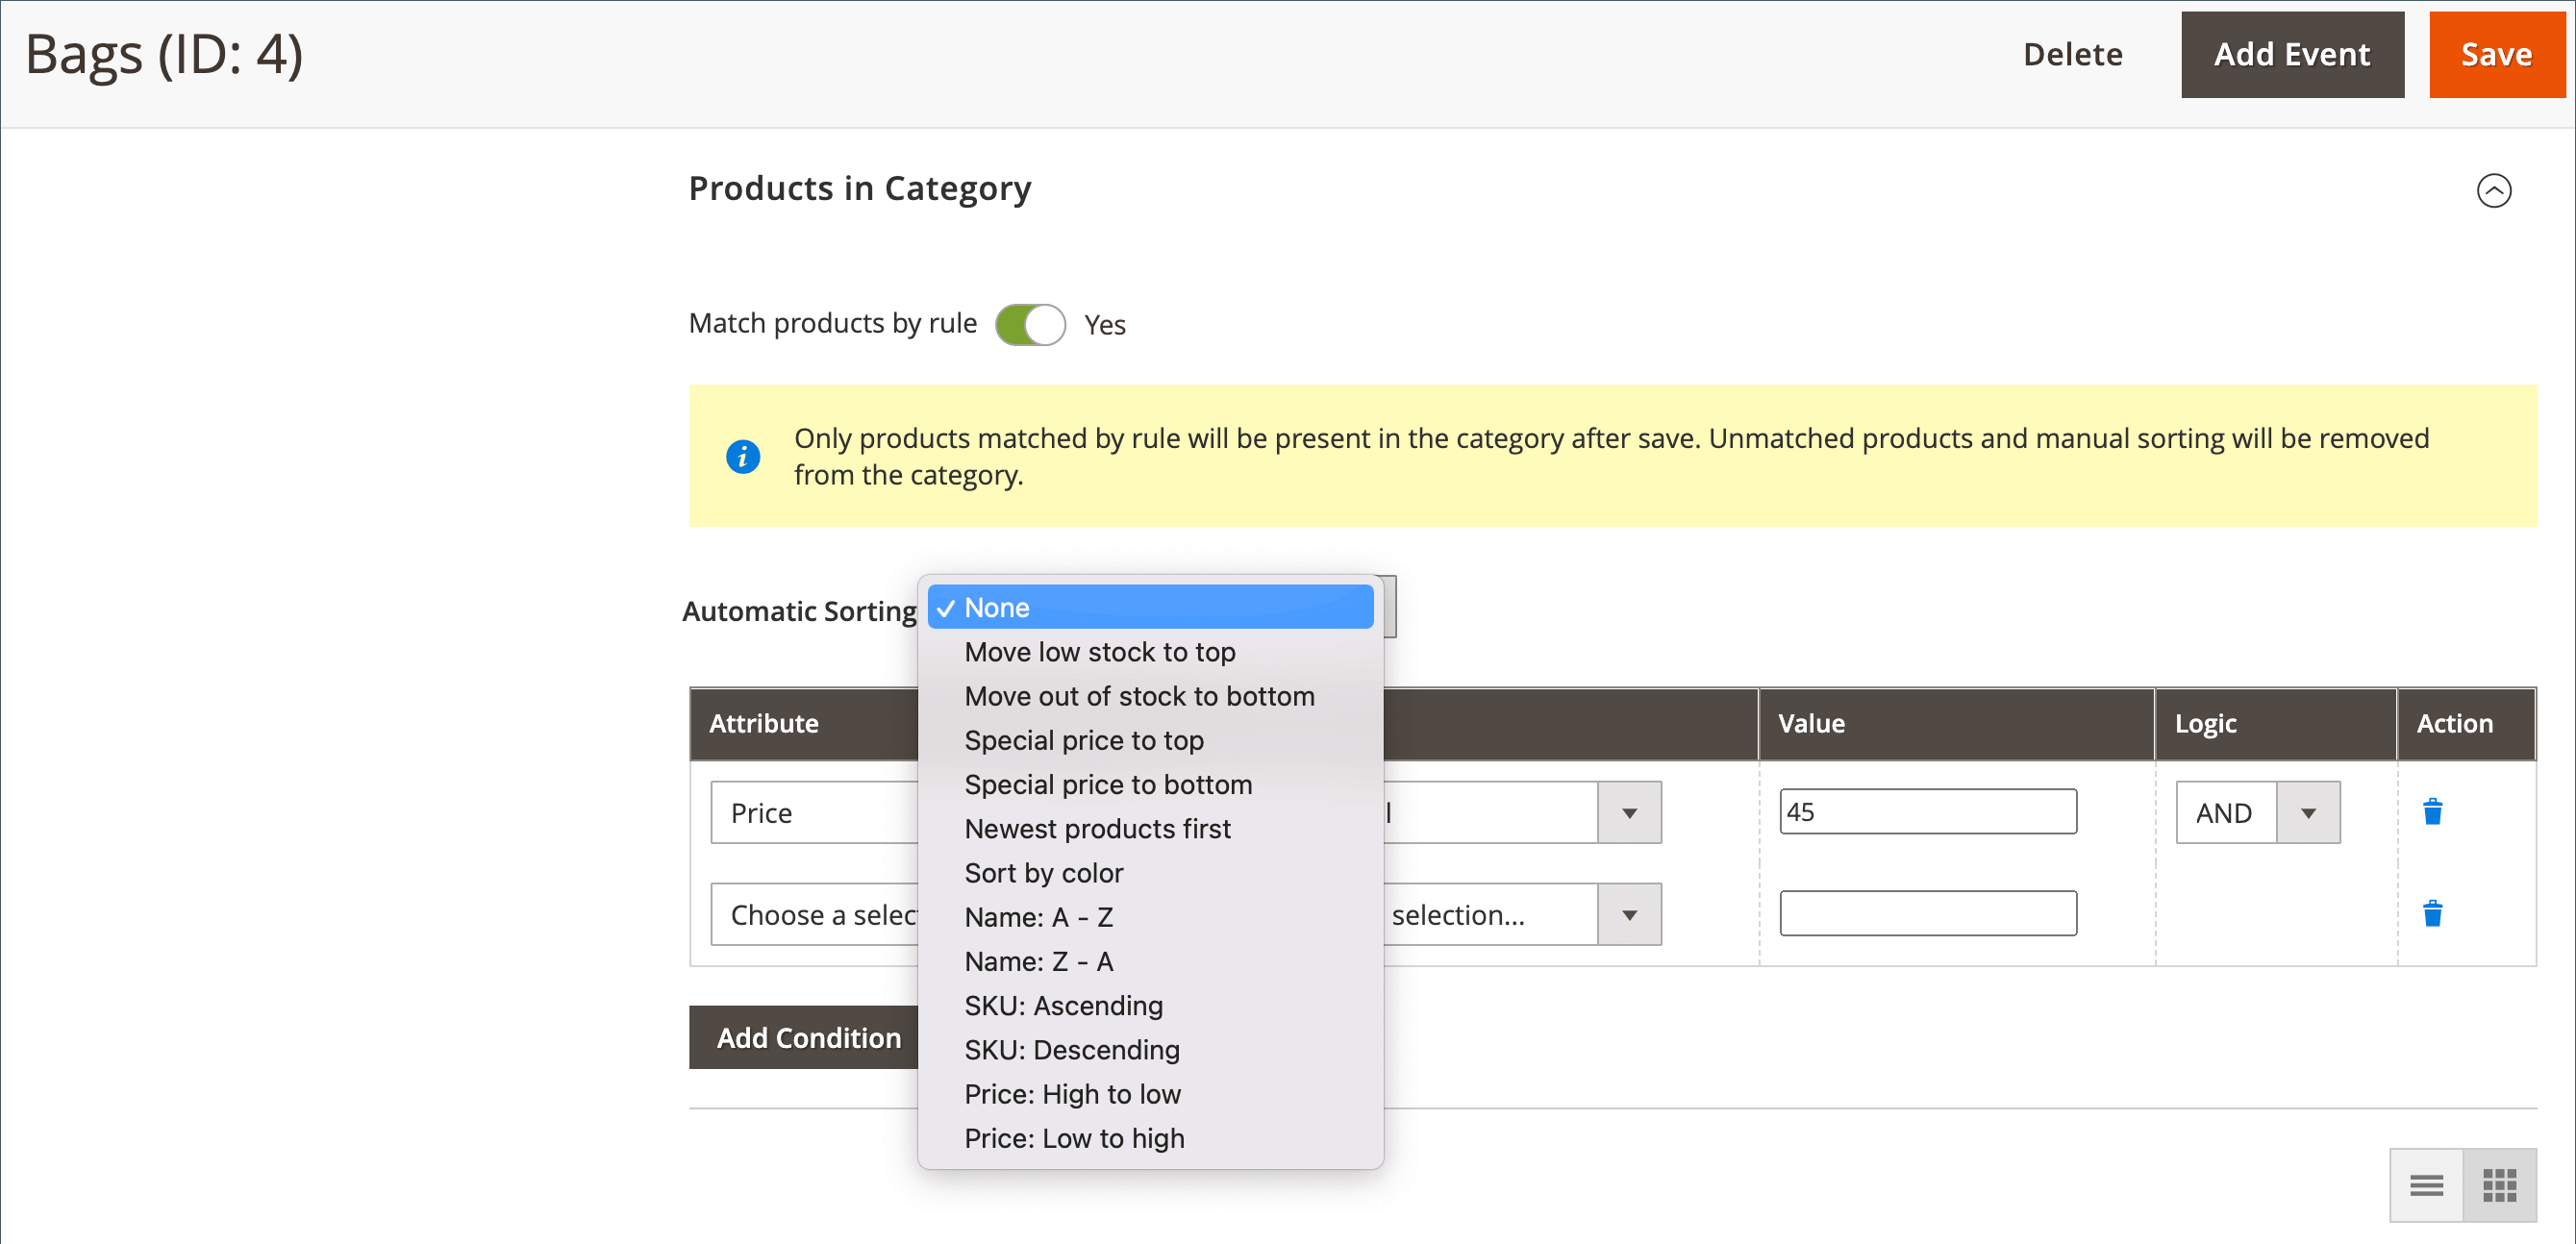 Bags (ID: 4)
Delete
Add Event
Save
Products in Category
Match products by rule
Yes
Only products matched by rule will be present in the category after save. Unmatched products and manual sorting will be removed
from the category.
Automatic Sorting
None
Move low stock to top
Move out of stock to bottom
Special price to top
Special price to bottom
Newest products first
Sort by color
Name: A - Z
Name: Z - A
SKU: Ascending
SKU: Descending
Price: High to low
Price: Low to high
Attribute
Value
Logic
Action
Price
45
AND
Choose a
selection...
Add Condition